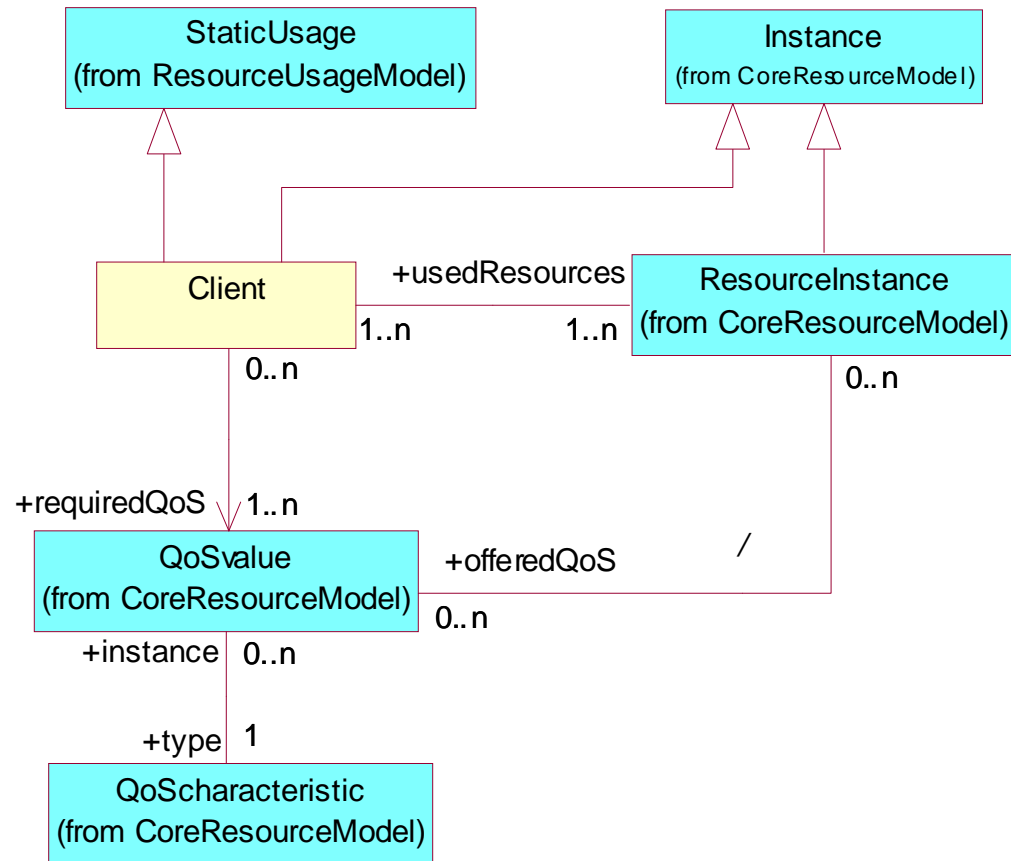 StaticUsage
(from ResourceUsageModel)
Instance
(from CoreResourceModel)
Client
+usedResources
1..n
1..n
ResourceInstance
(from CoreResourceModel)
0..n
0..n
+requiredQoS
1..n
QoSvalue
(from CoreResourceModel)
+offeredQoS
/
0..n
+instance
0..n
+type
1
QoScharacteristic
(from CoreResourceModel)